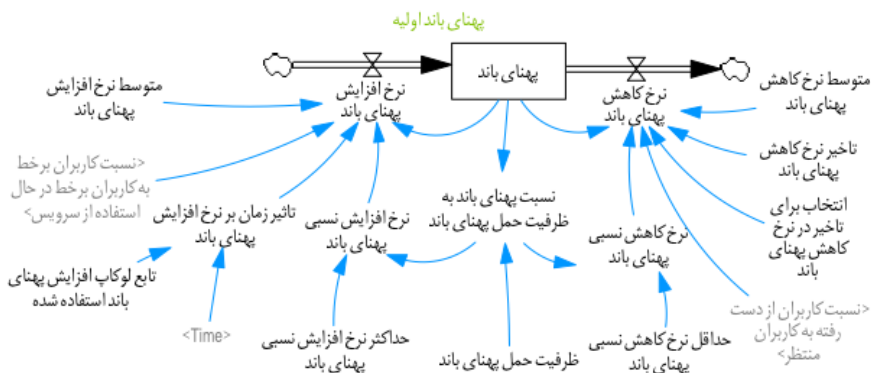 پهنای باند اولیه
پهنای باند
نرخ افزایش
پهنای باند
نرخ کاهش
پهنای باند
متوسط نرخ کاهش
پهنای باند
متوسط نرخ افزایش
پهنای باند
تاخیر نرخ کاهش
پهنای باند
<نسبت کاربران برخط
به کاربران برخط در حال
استفاده از سرویس>
انتخاب برای
تاخیر در نرخ
کاهش پهنای
باند
نسبت پهنای باند به
ظرفیت حمل پهنای باند
نرخ کاهش نسبی
پهنای باند
نرخ افزایش نسبی
پهنای باند
تاثیر زمان بر نرخ افزایش
پهنای باند
تابع لوکاپ افزایش پهنای
باند استفاده شده
<نسبت کاربران از دست
رفته به کاربران
منتظر>
حداقل نرخ کاهش نسبی
پهنای باند
ظرفیت حمل پهنای باند
حداکثر نرخ افزایش نسبی
پهنای باند
<Time>